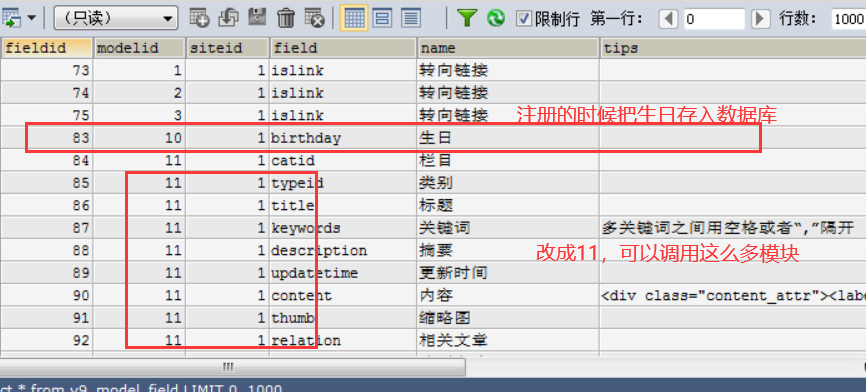 （只读） 限制行 第一行： 0 行数： 1000
fieldid modelid siteid field name tips
73 1 1 islink 转向链接
74 2 1 islink 转向链接
75 3 1 islink 转向链接
注册的时候把生日存入数据库
83 10 1 birthday 生日
84 11 1 catid 栏目
85 11 1 typeid 类别
86 11 1 title 标题
87 11 1 keywords 关键词 多关键词之间用空格或者“,”隔开
88 11 1 description 摘要
改成11，可以调用这么多模块
89 11 1 updatetime 更新时间
90 11 1 content 内容 <div class="content_attr"><labe
91 11 1 thumb 缩略图
92 11 1 relation 相关文章
ct * from v9_model_field LIMIT 0, 1000